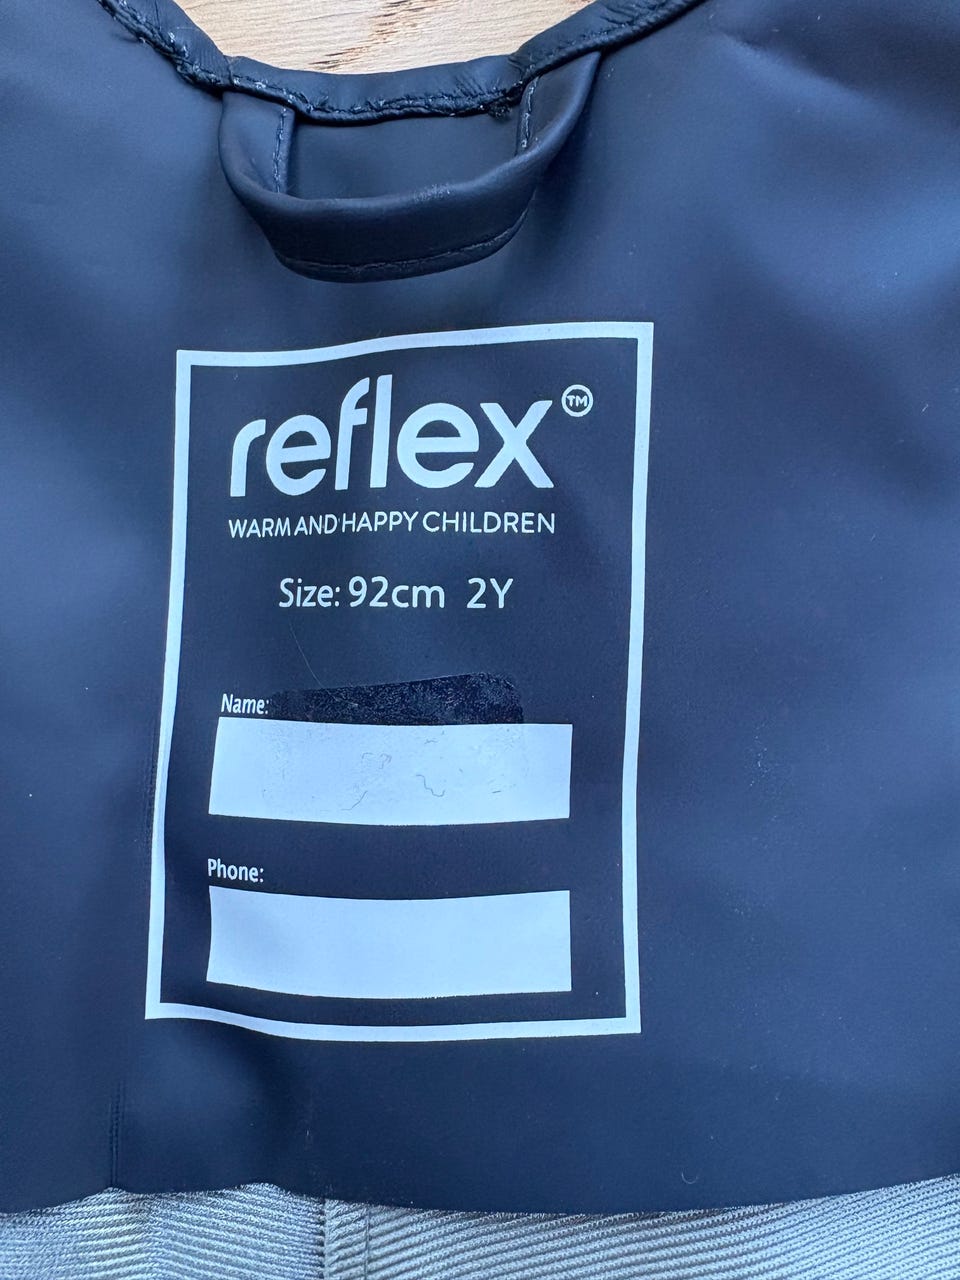 reflex™
WARM AND HAPPY CHILDREN
Size: 92cm 2Y
Name:
Phone: